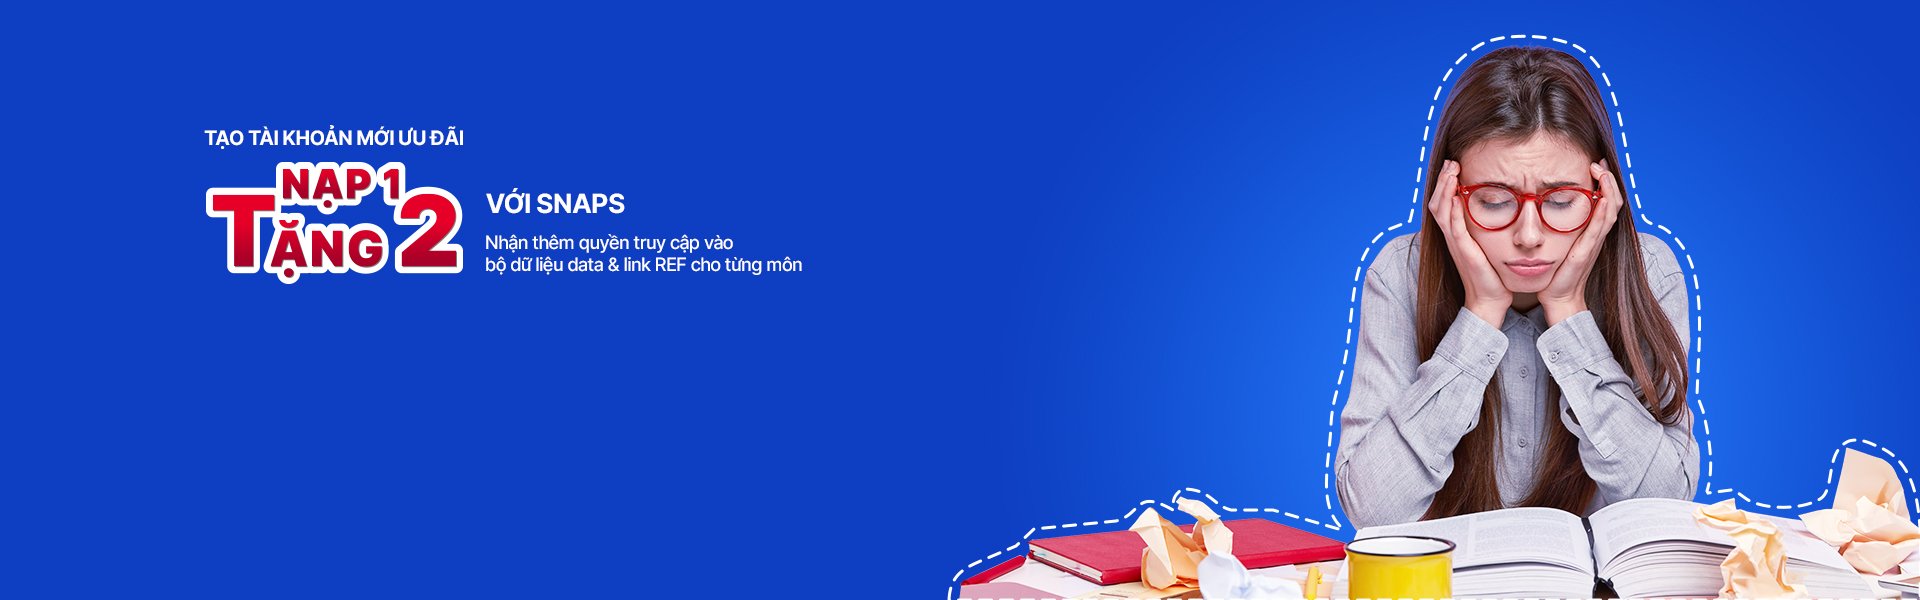 TẠO TÀI KHOẢN MỚI ƯU ĐÃI
NẠP 1
TẶNG 2
VỚI SNAPS
Nhận thêm quyền truy cập vào
bộ dữ liệu data & link REF cho từng môn